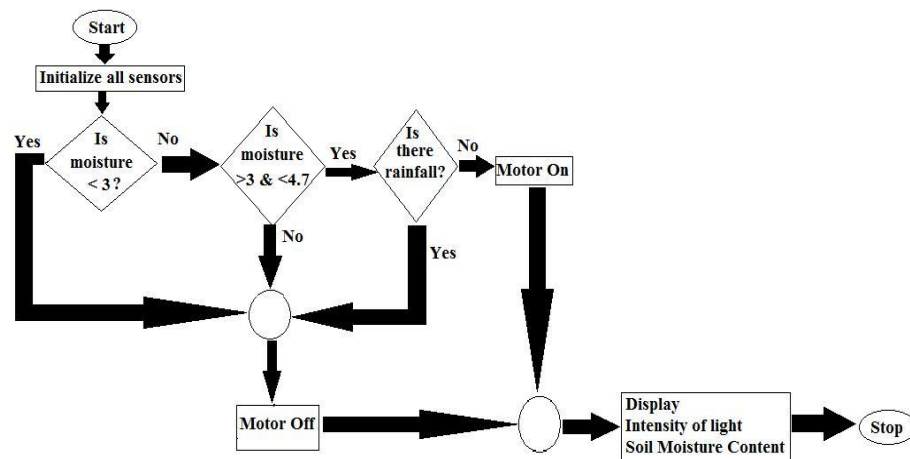 Start
Initialize all sensors
Yes
Is
moisture
< 3?
No
Is
moisture
>3 & <4.7
Yes
Is
there
rainfall?
No
Motor On
No
Yes
Motor Off
Display
Intensity of light
Soil Moisture Content
Stop